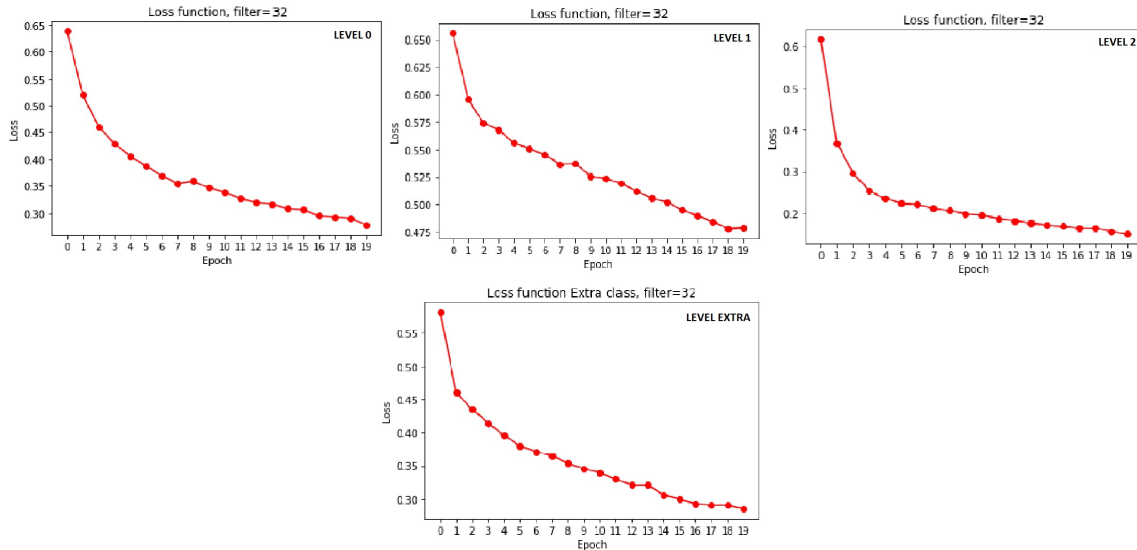 Loss function, filter=32
LEVEL 0
0.65
0.60
0.55
0.50
0.45
0.40
0.35
0.30
Loss
0 1 2 3 4 5 6 7 8 9 10 11 12 13 14 15 16 17 18 19
Epoch
Loss function, filter=32
LEVEL 1
0.650
0.625
0.600
0.575
0.550
0.525
0.500
0.475
Loss
0 1 2 3 4 5 6 7 8 9 10 11 12 13 14 15 16 17 18 19
Epoch
Loss function, filter=32
LEVEL 2
0.6
0.5
0.4
0.3
0.2
Loss
0 1 2 3 4 5 6 7 8 9 10 11 12 13 14 15 16 17 18 19
Epoch
Loss function Extra class, filter=32
LEVEL EXTRA
0.55
0.50
0.45
0.40
0.35
0.30
Loss
0 1 2 3 4 5 6 7 8 9 10 11 12 13 14 15 16 17 18 19
Epoch